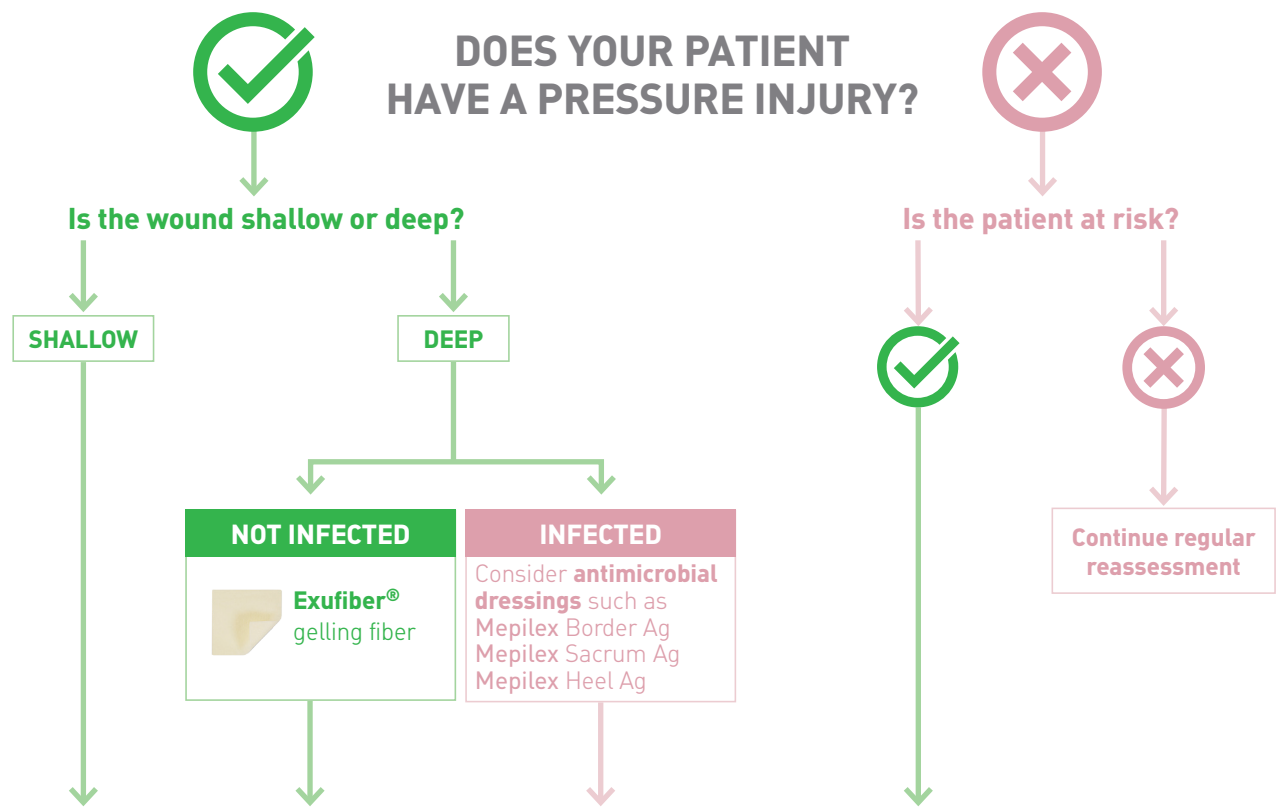 DOES YOUR PATIENT
HAVE A PRESSURE INJURY?
Is the wound shallow or deep?
Is the patient at risk?
SHALLOW
DEEP
NOT INFECTED
Exufiber®
gelling fiber
INFECTED
Consider antimicrobial
dressings such as
Mepilex Border Ag
Mepilex Sacrum Ag
Mepilex Heel Ag
Continue regular
reassessment